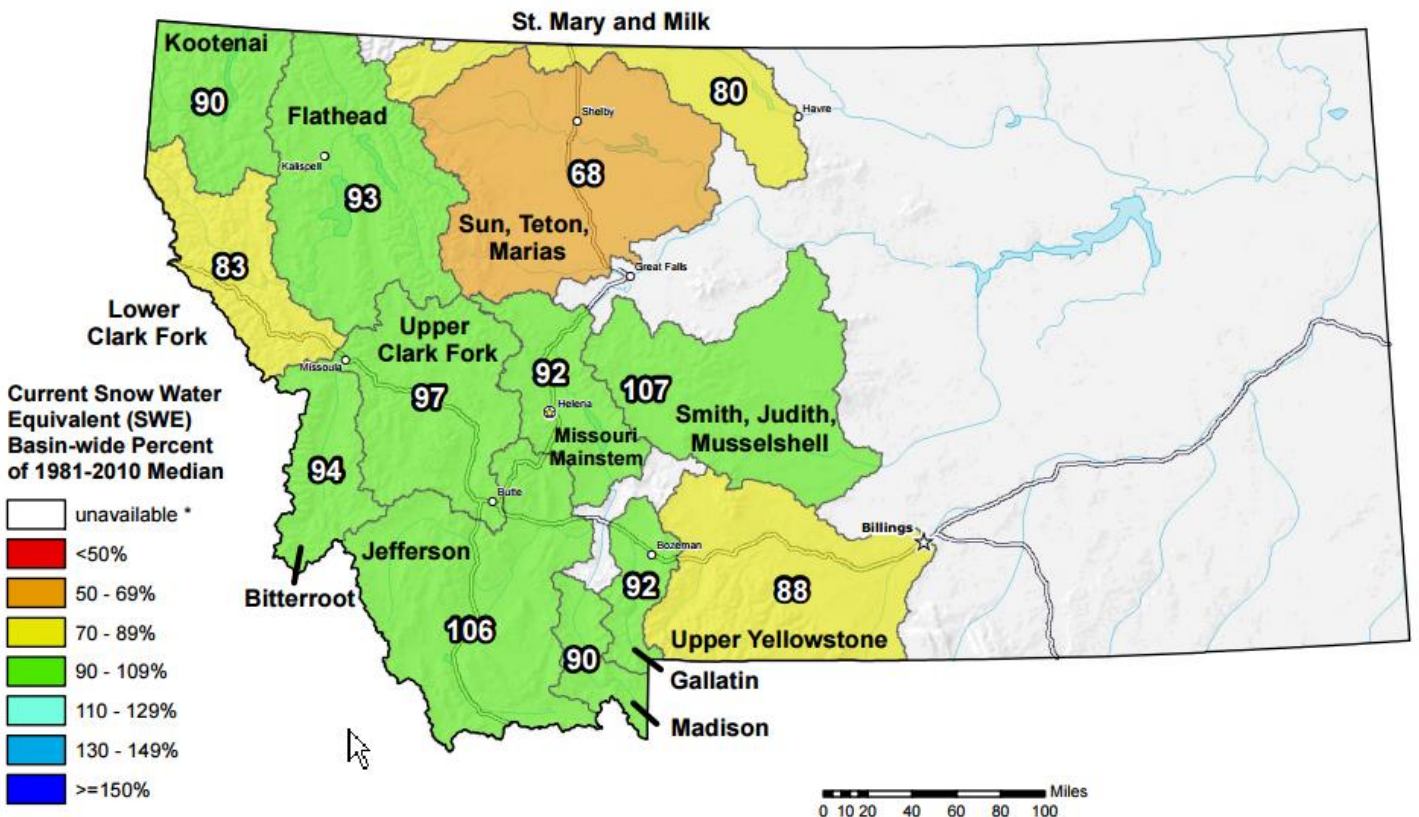 St. Mary and Milk
Kootenai
90
Flathead
80
Havre
Shelby
Kalispell
68
93
Sun, Teton,
Marias
83
Great Falls
Lower
Clark Fork
Upper
Clark Fork
Missoula
92
97
107
Helena
Smith, Judith,
Musselshell
Missouri
Mainstem
Current Snow Water
Equivalent (SWE)
Basin-wide Percent
of 1981-2010 Median
94
Butte
unavailable *
Billings
<50%
Jefferson
Bozeman
50 - 69%
Bitterroot
92
88
70 - 89%
106
Upper Yellowstone
90
90 - 109%
Gallatin
110 - 129%
Madison
130 - 149%
>=150%
Miles
0 10 20 40 60 80 100